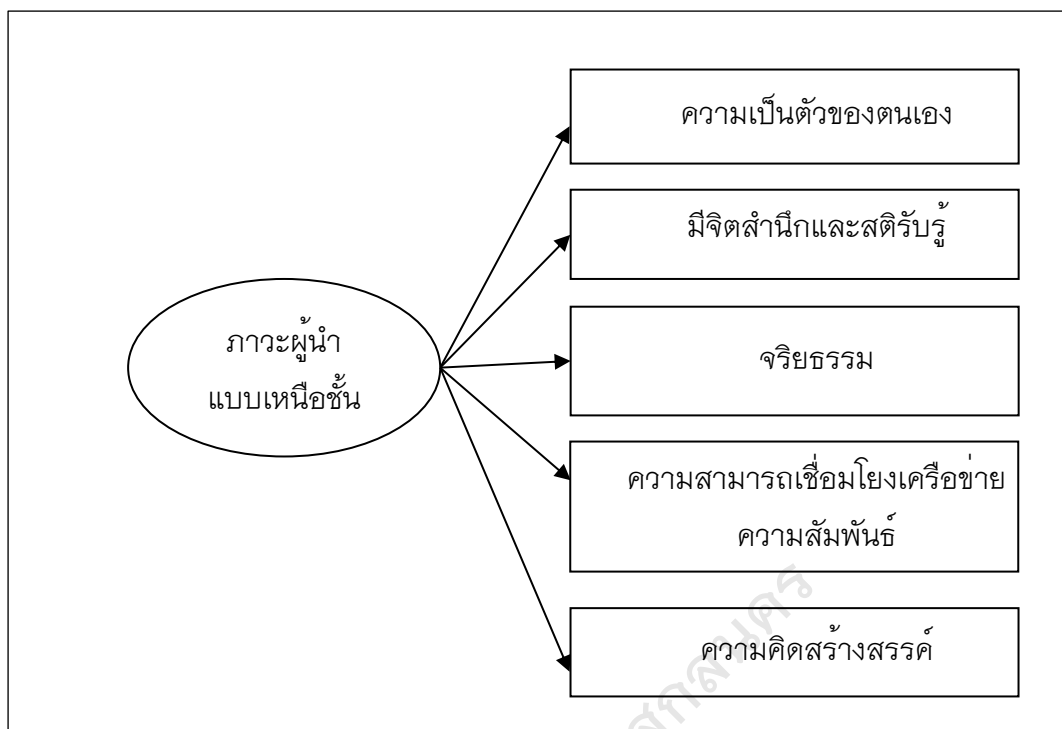 ความเป็นตัวของตนเอง
มีจิตสำนึกและสติรับรู้
ภาวะผู้นำ
แบบเหนือชั้น
จริยธรรม
ความสามารถเชื่อมโยงเครือข่าย
ความสัมพันธ์
ความคิดสร้างสรรค์